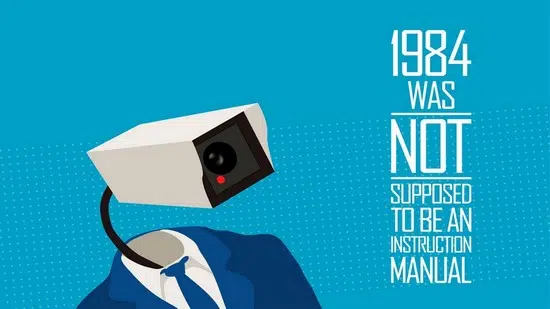 1984
WAS
NOT
SUPPOSED
TO BE AN
INSTRUCTION
MANUAL